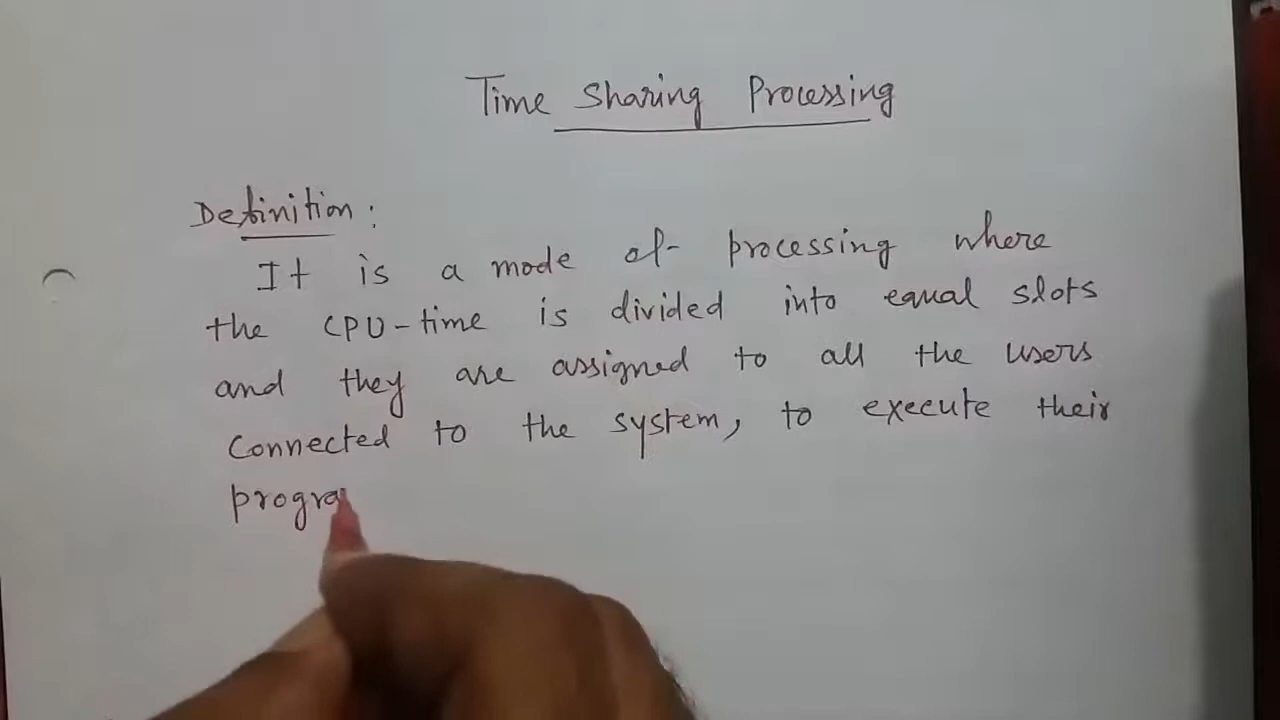 Time Sharing Processing
Definition:
It is a mode of processing where
the CPU-time is divided into equal slots
and they are assigned to all the users
Connected to the system, to execute their
progra